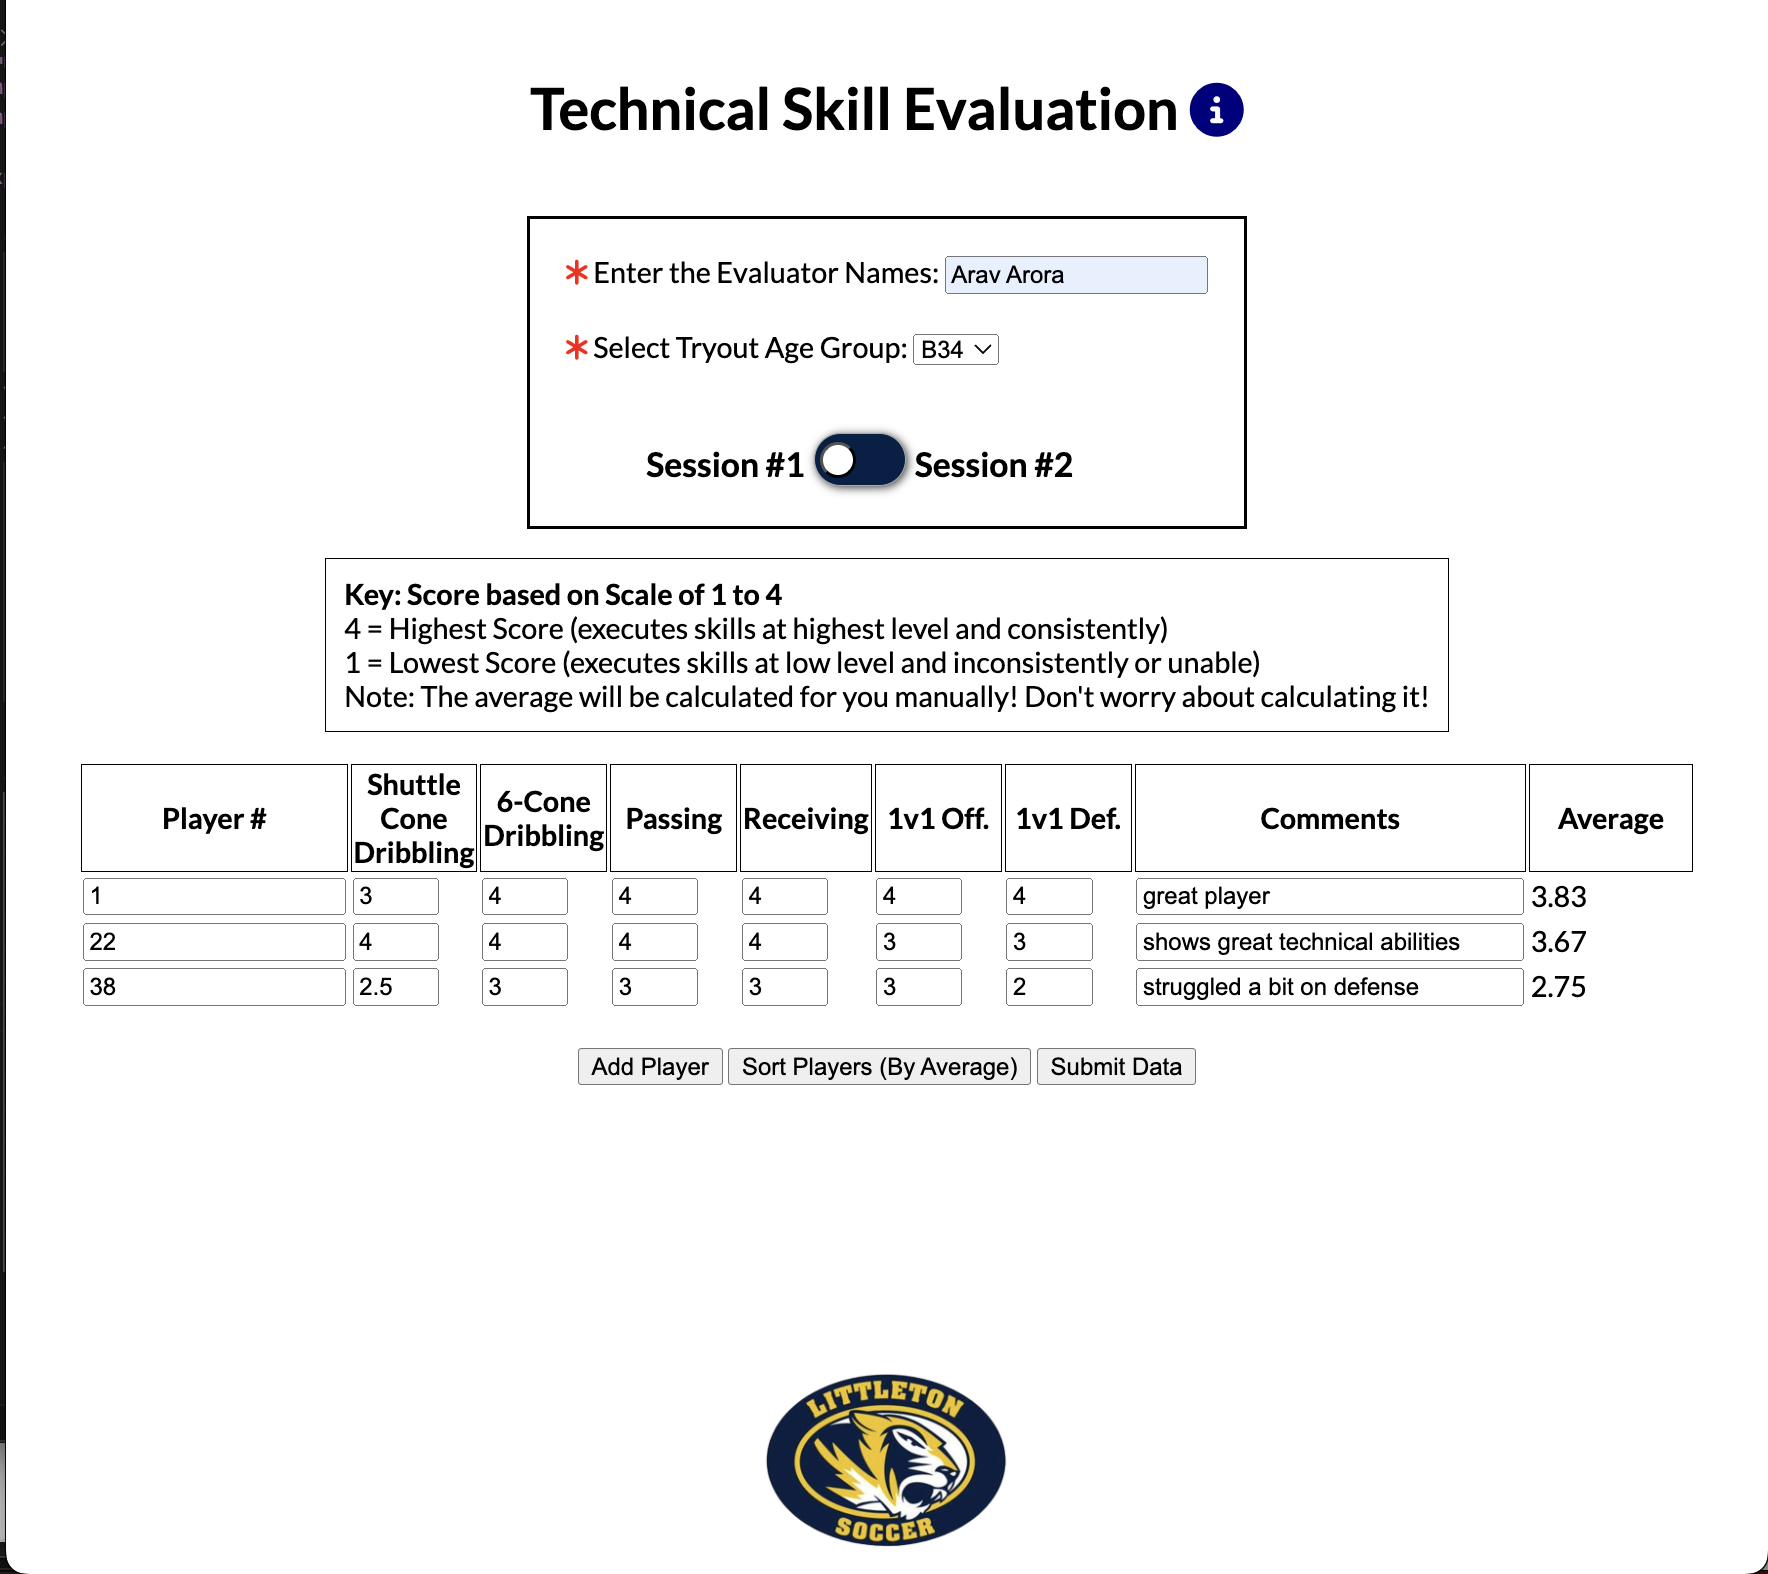 Technical Skill Evaluation
*Enter the Evaluator Names: Arav Arora
*Select Tryout Age Group: B34
Session #1 Session #2
Key: Score based on Scale of 1 to 4
4 = Highest Score (executes skills at highest level and consistently)
1 = Lowest Score (executes skills at low level and inconsistently or unable)
Note: The average will be calculated for you manually! Don't worry about calculating it!
Player # Shuttle Cone Dribbling 6-Cone Dribbling Passing Receiving 1v1 Off. 1v1 Def. Comments Average
1 3 4 4 4 4 4 great player 3.83
22 4 4 4 4 3 3 shows great technical abilities 3.67
38 2.5 3 3 3 3 2 struggled a bit on defense 2.75
Add Player Sort Players (By Average) Submit Data
LITTLETON
SOCCER